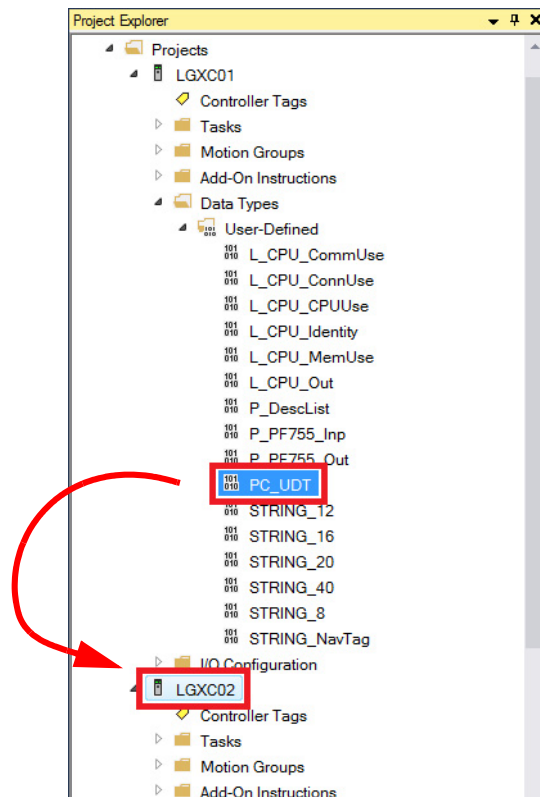 Project Explorer
Projects
LGXC01
Controller Tags
Tasks
Motion Groups
Add-On Instructions
Data Types
User-Defined
L_CPU_CommUse
L_CPU_ConnUse
L_CPU_CPUUse
L_CPU_Identity
L_CPU_MemUse
L_CPU_Out
P_DescList
P_PF755_Inp
P_PF755_Out
PC_UDT
STRING_12
STRING_16
STRING_20
STRING_40
STRING_8
STRING_NavTag
I/O Configuration
LGXC02
Controller Tags
Tasks
Motion Groups
Add-On Instructions